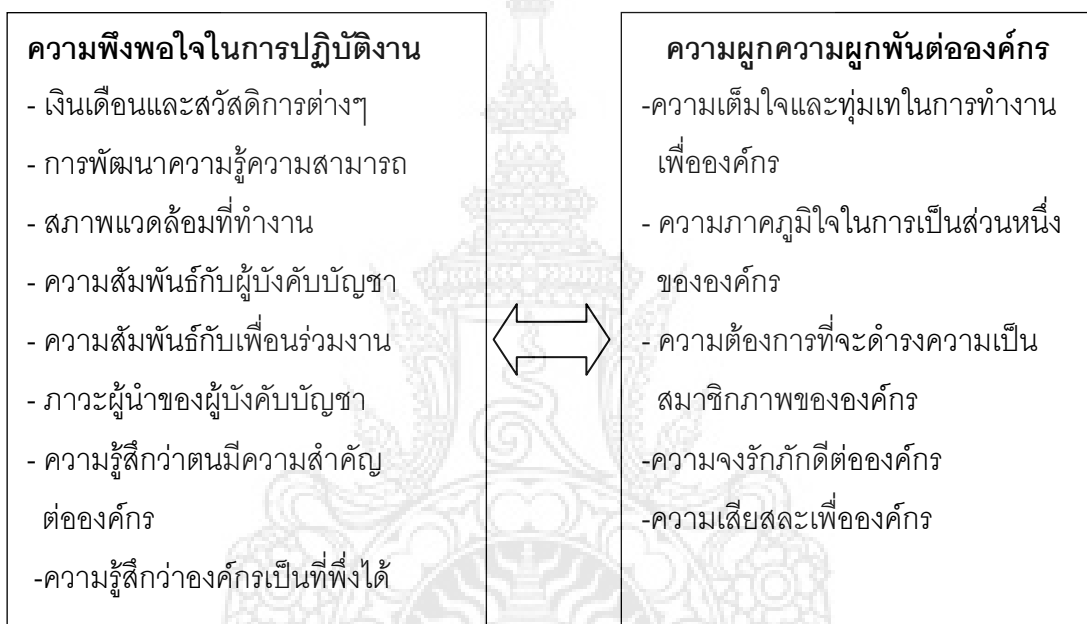 ความพึงพอใจในการปฏิบัติงาน
- เงินเดือนและสวัสดิการต่างๆ
- การพัฒนาความรู้ความสามารถ
- สภาพแวดล้อมที่ทำงาน
- ความสัมพันธ์กับผู้บังคับบัญชา
- ความสัมพันธ์กับเพื่อนร่วมงาน
- ภาวะผู้นำของผู้บังคับบัญชา
- ความรู้สึกว่าตนมีความสำคัญ
ต่อองค์กร
-ความรู้สึกว่าองค์กรเป็นที่พึ่งได้
ความผูกความผูกพันต่อองค์กร
-ความเต็มใจและทุ่มเทในการทำงาน
เพื่อองค์กร
- ความภาคภูมิใจในการเป็นส่วนหนึ่ง
ขององค์กร
- ความต้องการที่จะดำรงความเป็น
สมาชิกภาพขององค์กร
-ความจงรักภักดีต่อองค์กร
-ความเสียสละเพื่อองค์กร